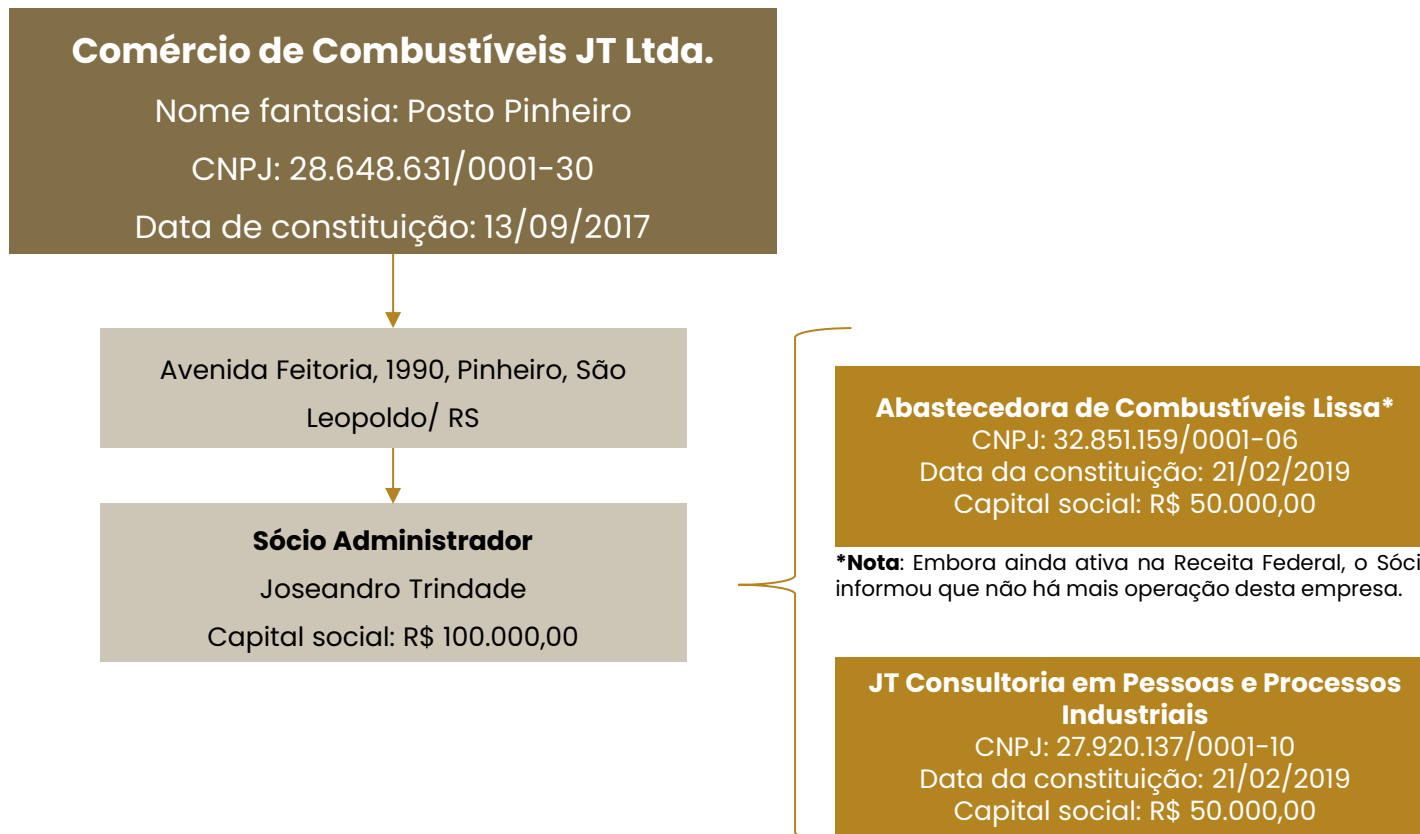 Comércio de Combustíveis JT Ltda.
Nome fantasia: Posto Pinheiro
CNPJ: 28.648.631/0001-30
Data de constituição: 13/09/2017
Avenida Feitoria, 1990, Pinheiro, São
Leopoldo/ RS
Sócio Administrador
Joseandro Trindade
Capital social: R$ 100.000,00
Abastecedora de Combustíveis Lissa*
CNPJ: 32.851.159/0001-06
Data da constituição: 21/02/2019
Capital social: R$ 50.000,00
*Nota: Embora ainda ativa na Receita Federal, o Sóci
informou que não há mais operação desta empresa.
JT Consultoria em Pessoas e Processos
Industriais
CNPJ: 27.920.137/0001-10
Data da constituição: 21/02/2019
Capital social: R$ 50.000,00